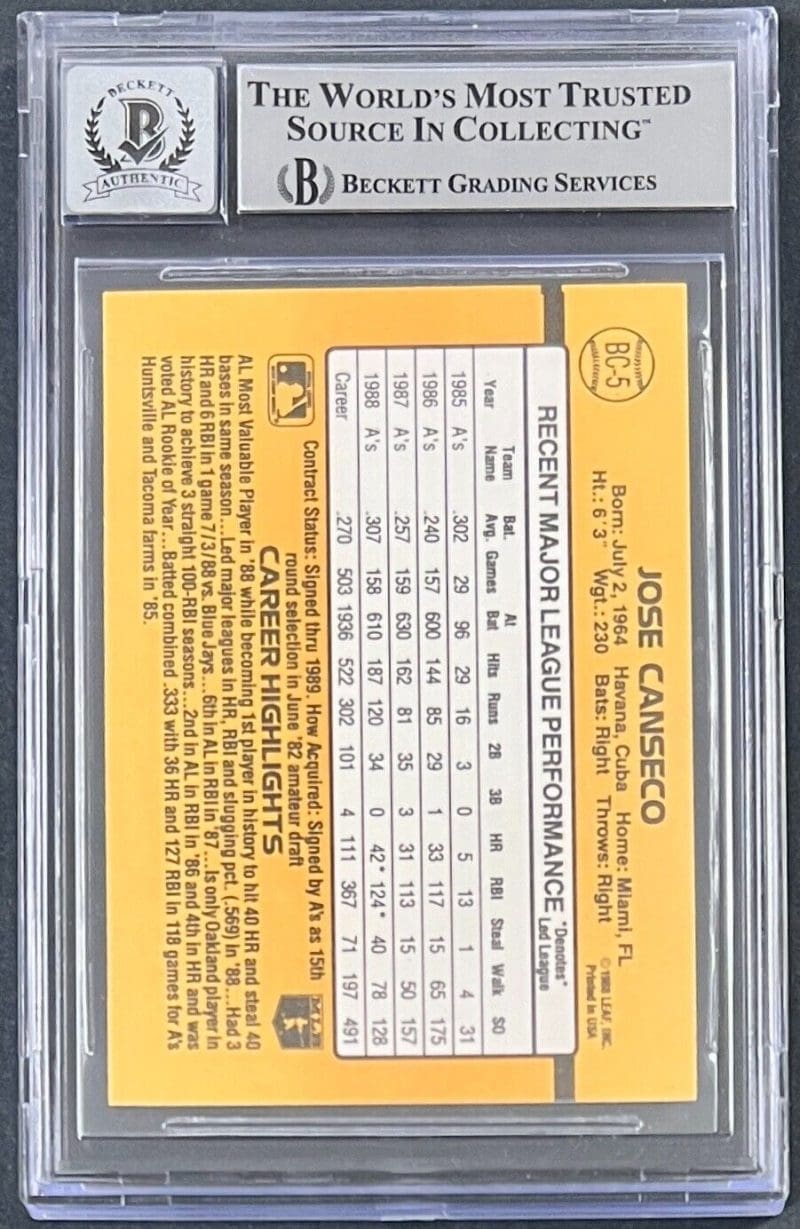 BECKETT
B
AUTHENTIC
THE WORLD'S MOST TRUSTED
SOURCE IN COLLECTING™
B BECKETT GRADING SERVICES
BC-5
JOSE CANSECO
Born: July 2, 1964 Havana, Cuba Home: Miami, FL
Ht.: 6'3" Wgt.: 230 Bats: Right Throws: Right
© 1988 LEAF, INC.
Printed in USA
RECENT MAJOR LEAGUE PERFORMANCE
*Denotes*
Led League
Year Team Name Bat. Avg. Games At Bat Hits Runs 2B 3B HR RBI Steal Walk SO
1985 A's .302 29 96 29 16 3 0 5 13 1 4 31
1986 A's .240 157 600 144 85 29 1 33 117 15 65 175
1987 A's .257 159 630 162 81 35 3 31 113 15 50 157
1988 A's .307 158 610 187 120 34 0 42* 124* 40 78 128
Career .270 503 1936 522 302 101 4 111 367 71 197 491
Contract Status: Signed thru 1989. How Acquired: Signed by A's as 15th
round selection in June '82 amateur draft
CAREER HIGHLIGHTS
AL Most Valuable Player in '88 while becoming 1st player in history to hit 40 HR and steal 40
bases in same season...Led major leagues in HR, RBI and slugging pct. (.569) in '88...Had 3
HR and 6 RBI in 1 game 7/3/88 vs. Blue Jays...6th in AL in RBI in '87...Is only Oakland player in
history to achieve 3 straight 100-RBI seasons...2nd in AL in RBI in '86 and 4th in HR and was
voted AL Rookie of Year...Batted combined .333 with 36 HR and 127 RBI in 118 games for A's
Huntsville and Tacoma farms in '85.